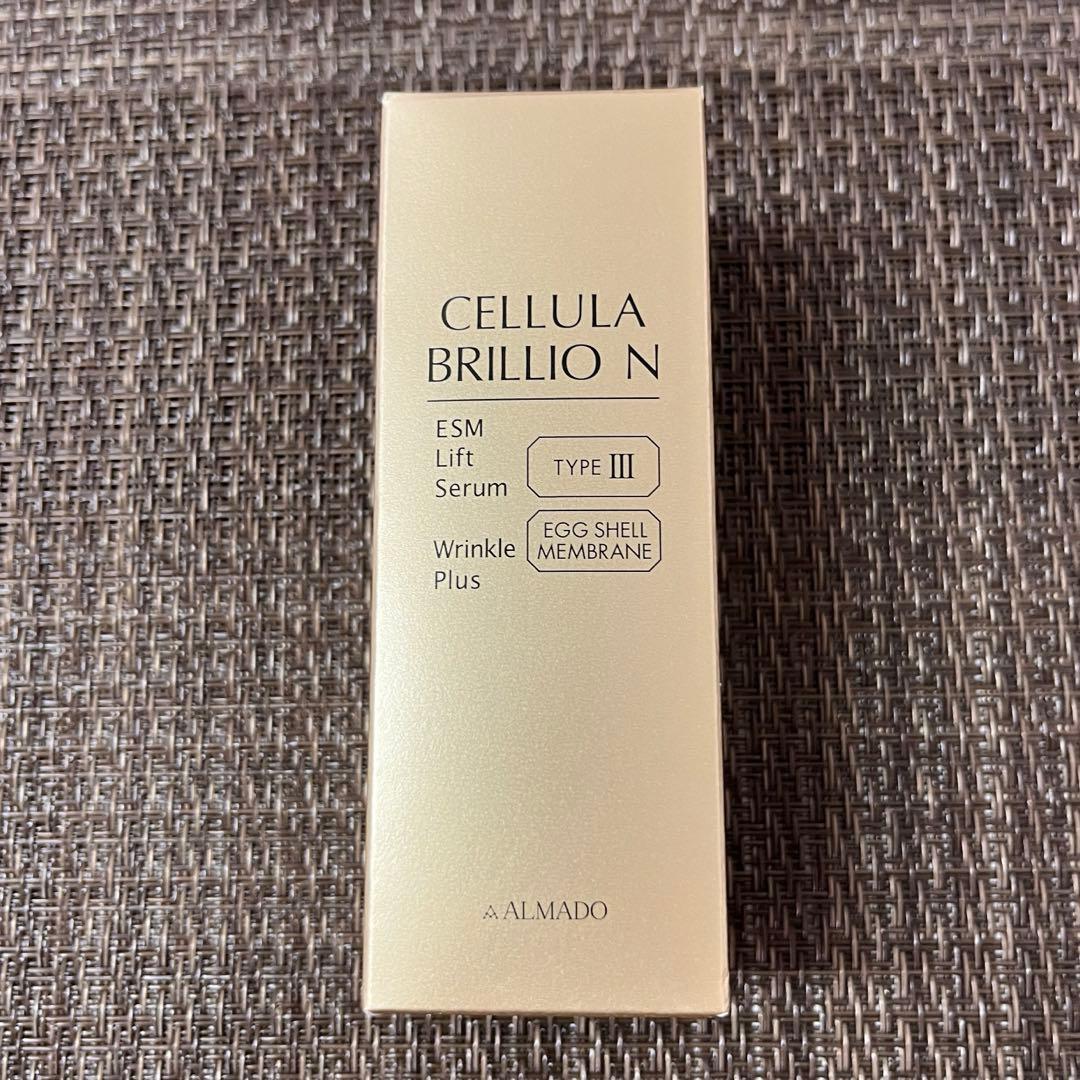 CELLULA
BRILLIO N
ESM
Lift
Serum
TYPE III
EGG SHELL
MEMBRANE
Wrinkle
Plus
ALMADO